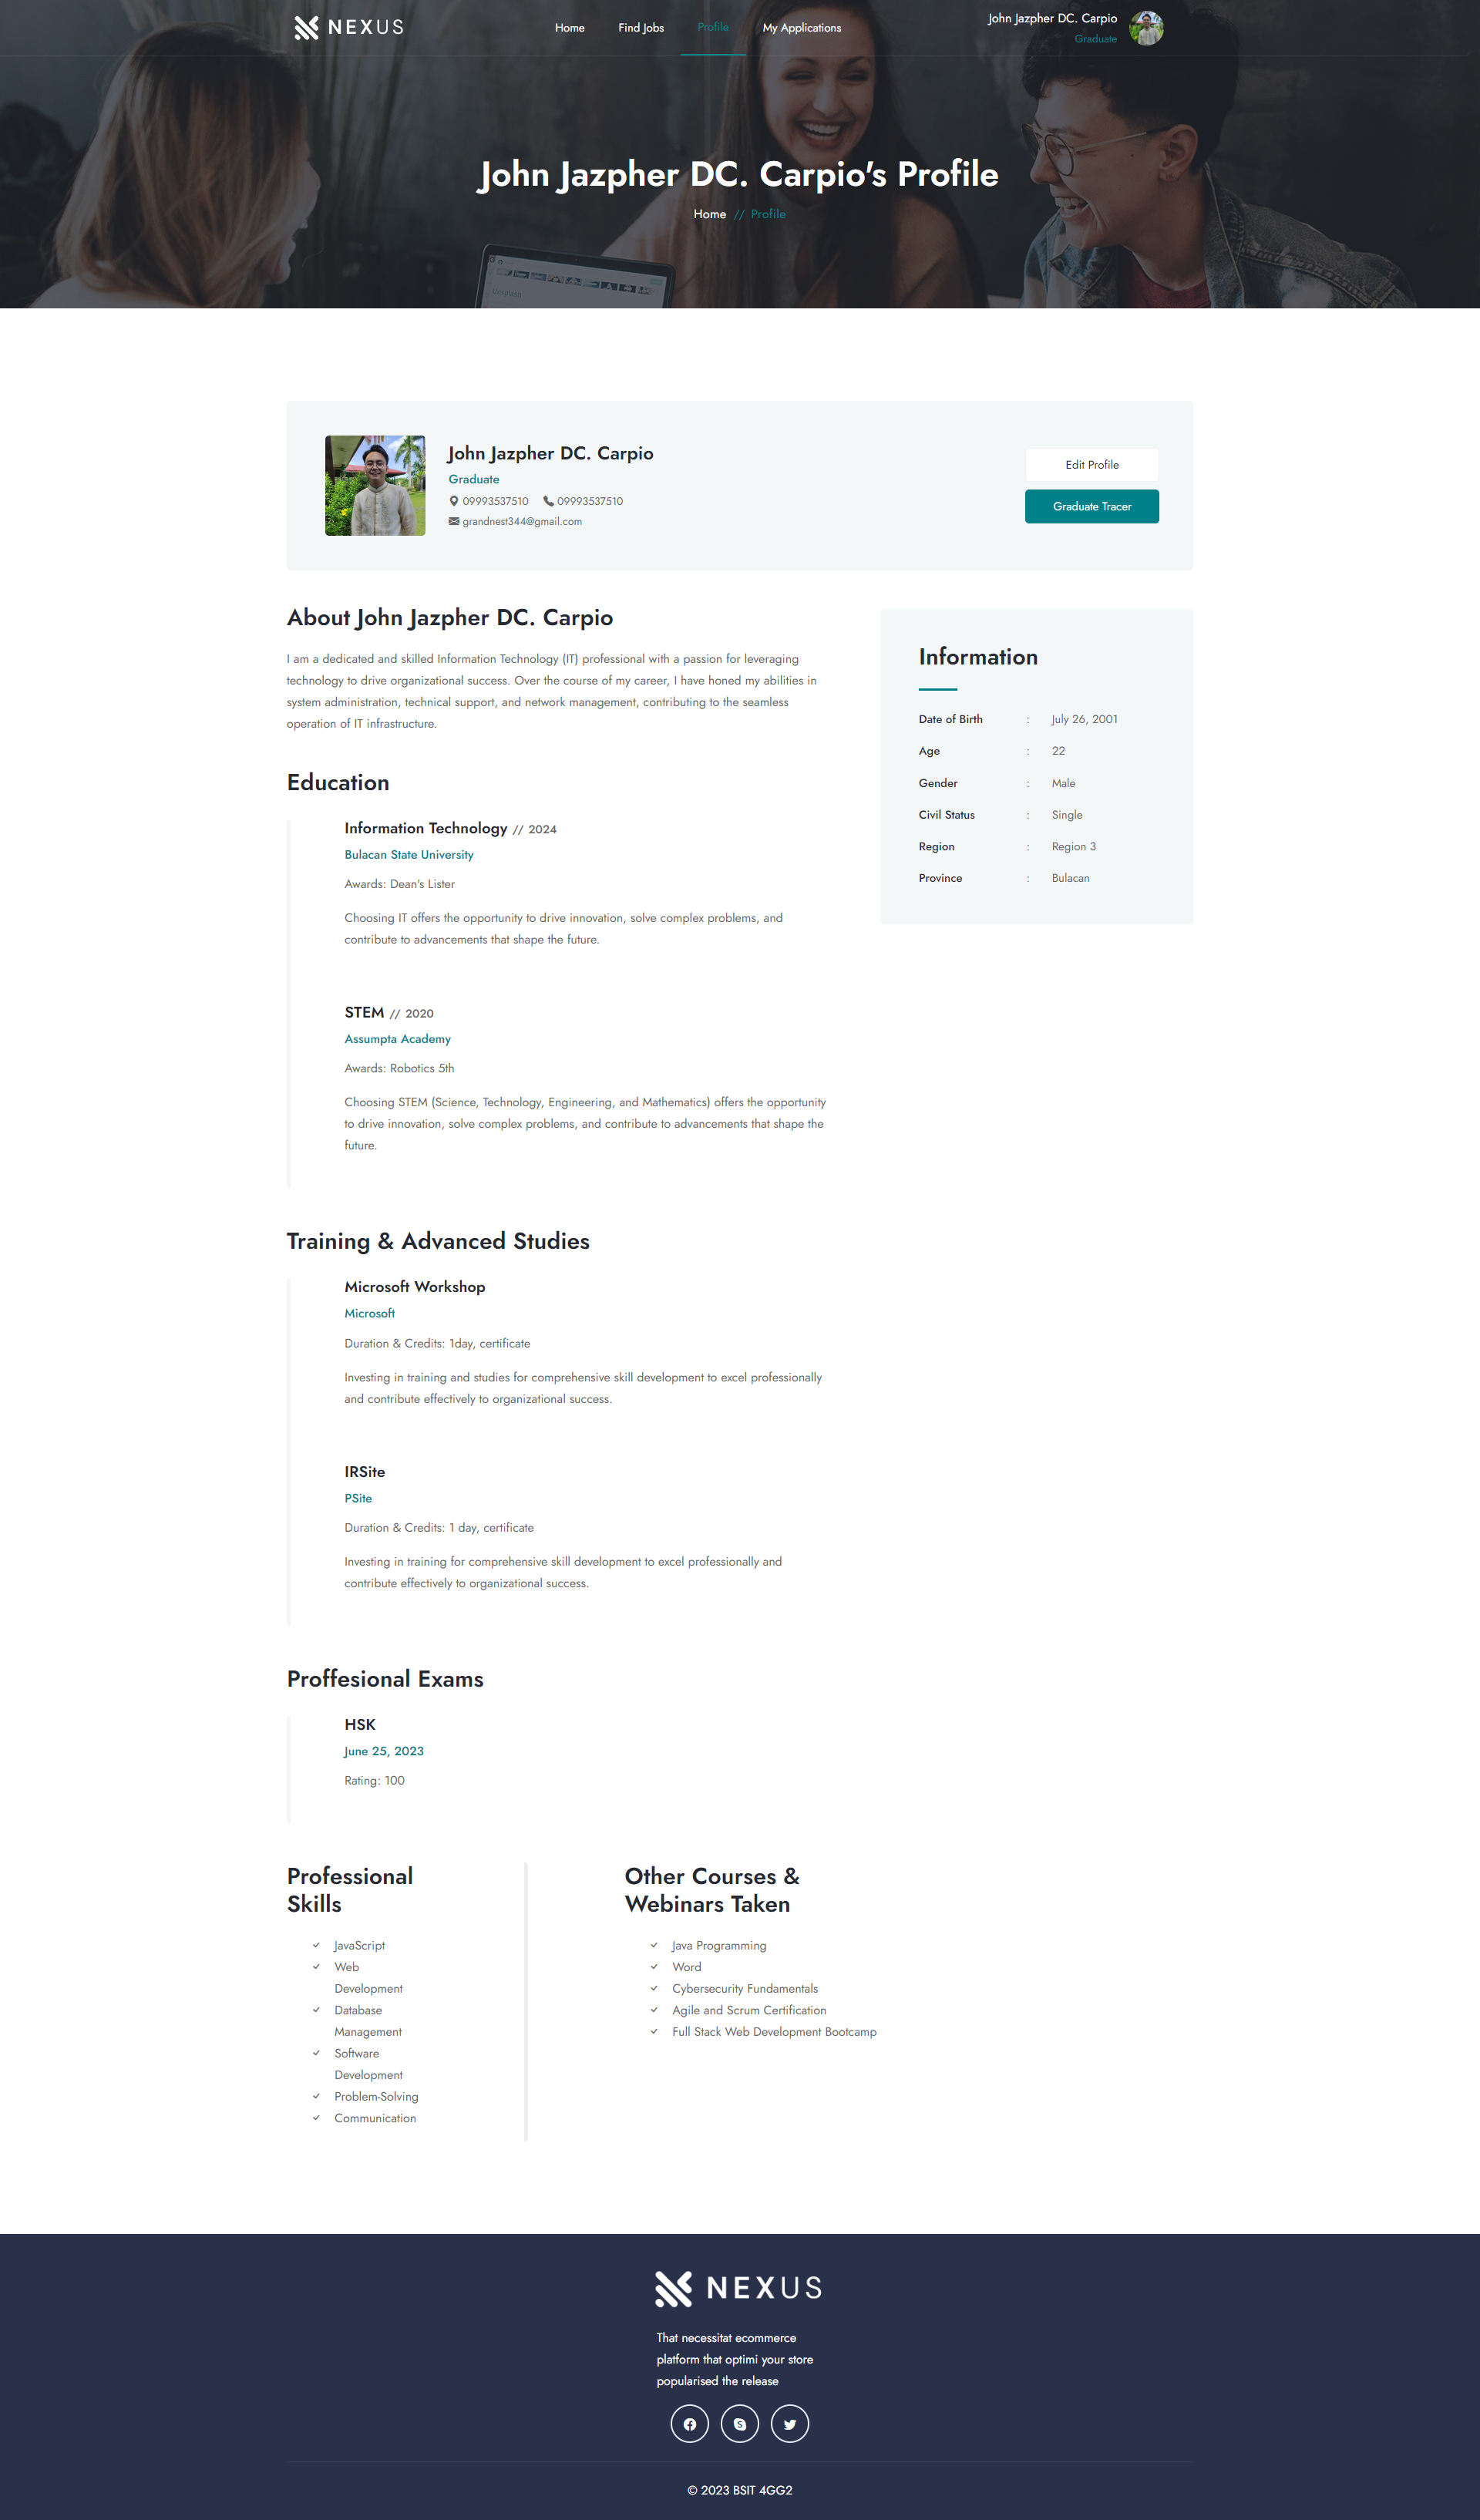 NEXUS
Home
Find Jobs
Profile
My Applications
John Jazpher DC. Carpio
Graduate
John Jazpher DC. Carpio's Profile
Home // Profile
Unsplash
John Jazpher DC. Carpio
Graduate
09993537510 09993537510
grandnest344@gmail.com
Edit Profile
Graduate Tracer
About John Jazpher DC. Carpio
I am a dedicated and skilled Information Technology (IT) professional with a passion for leveraging
technology to drive organizational success. Over the course of my career, I have honed my abilities in
system administration, technical support, and network management, contributing to the seamless
operation of IT infrastructure.
Information
Date of Birth : July 26, 2001
Age : 22
Gender : Male
Civil Status : Single
Region : Region 3
Province : Bulacan
Education
Information Technology // 2024
Bulacan State University
Awards: Dean's Lister
Choosing IT offers the opportunity to drive innovation, solve complex problems, and
contribute to advancements that shape the future.
STEM // 2020
Assumpta Academy
Awards: Robotics 5th
Choosing STEM (Science, Technology, Engineering, and Mathematics) offers the opportunity
to drive innovation, solve complex problems, and contribute to advancements that shape the
future.
Training & Advanced Studies
Microsoft Workshop
Microsoft
Duration & Credits: 1day, certificate
Investing in training and studies for comprehensive skill development to excel professionally
and contribute effectively to organizational success.
IRSite
PSite
Duration & Credits: 1 day, certificate
Investing in training for comprehensive skill development to excel professionally and
contribute effectively to organizational success.
Proffesional Exams
HSK
June 25, 2023
Rating: 100
Professional
Skills
JavaScript
Web
Development
Database
Management
Software
Development
Problem-Solving
Communication
Other Courses &
Webinars Taken
Java Programming
Word
Cybersecurity Fundamentals
Agile and Scrum Certification
Full Stack Web Development Bootcamp
NEXUS
That necessitat ecommerce
platform that optimi your store
popularised the release
© 2023 BSIT 4GG2